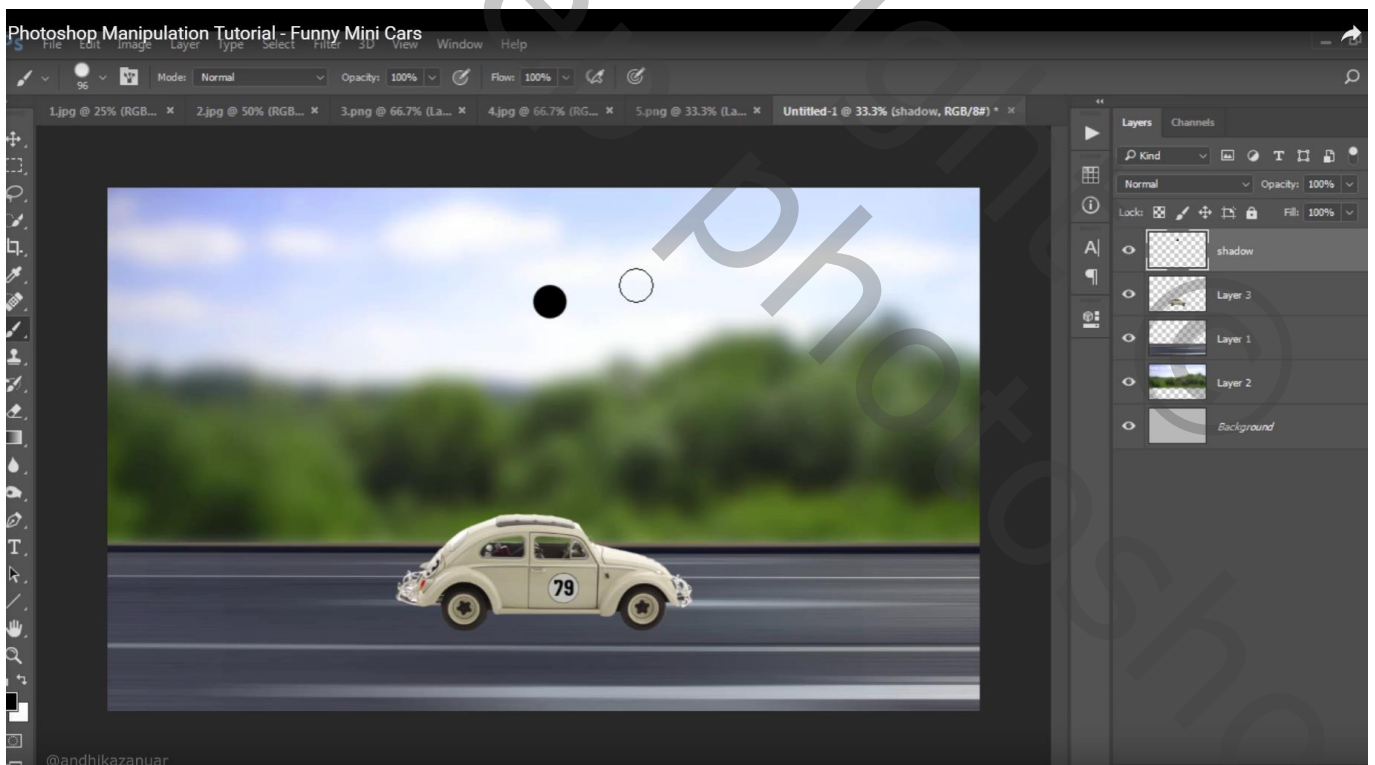 Photoshop Manipulation Tutorial - Funny Mini Cars
File Edit Image Layer Type Select Filter 3D View Window Help
96 Mode: Normal Opacity: 100% Flow: 100%
1.jpg @ 25% (RGB... × 2.jpg @ 50% (RGB... × 3.png @ 66.7% (La... × 4.jpg @ 66.7% (RG... × 5.png @ 33.3% (La... × Untitled-1 @ 33.3% (shadow, RGB/8#) * ×
Layers Channels
Kind
Normal Opacity: 100%
Lock: Fill: 100%
shadow
Layer 3
Layer 1
Layer 2
Background
79
@andhikazanuar